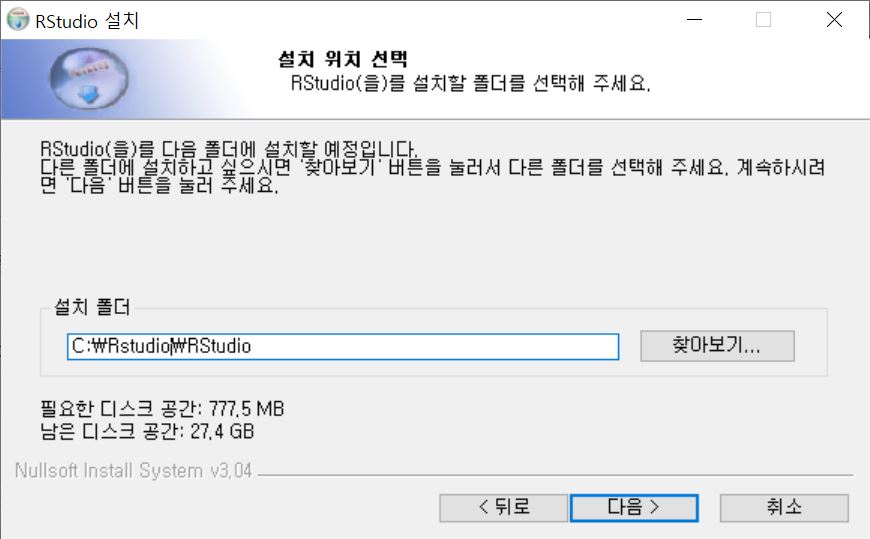 RStudio 설치
설치 위치 선택
RStudio(을)를 설치할 폴더를 선택해 주세요.
RStudio(을)를 다음 폴더에 설치할 예정입니다.
다른 폴더에 설치하고 싶으시면 '찾아보기' 버튼을 눌러서 다른 폴더를 선택해 주세요. 계속하시려
면 '다음' 버튼을 눌러 주세요.
설치 폴더
C:₩Rstudio₩RStudio
찾아보기...
필요한 디스크 공간: 777.5 MB
남은 디스크 공간: 27.4 GB
Nullsoft Install System v3.04
< 뒤로
다음 >
취소